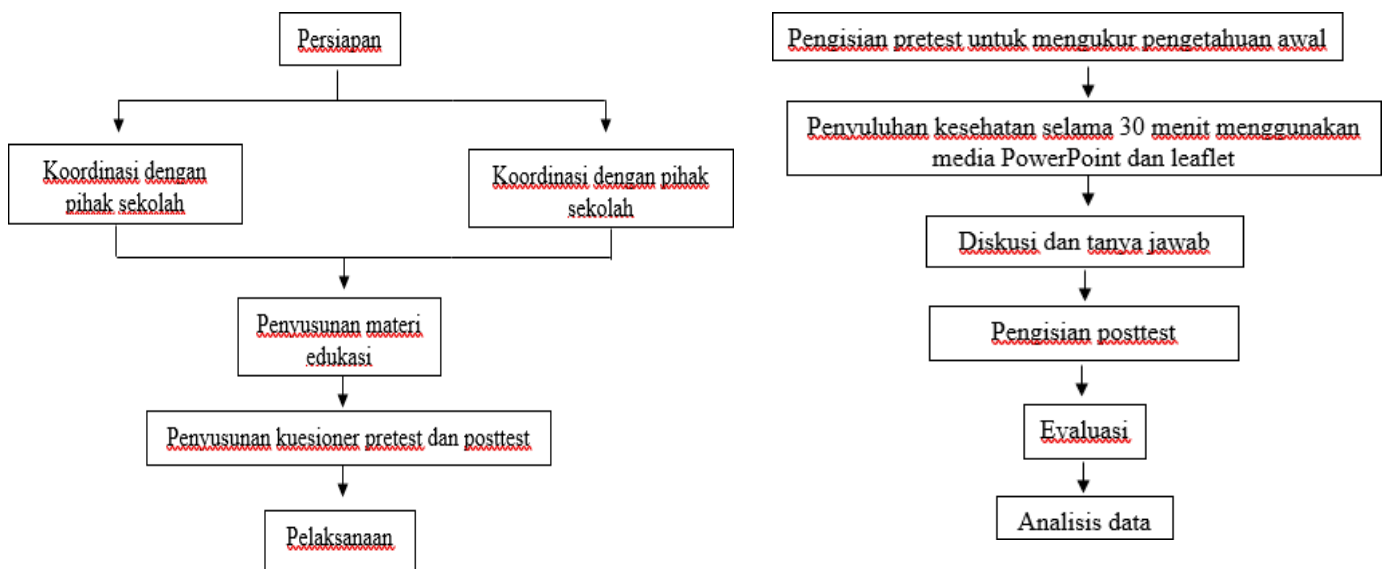 Persiapan
Koordinasi dengan
pihak sekolah
Koordinasi dengan pihak
sekolah
Penyusunan materi
edukasi
Penyusunan kuesioner pretest dan posttest
Pelaksanaan
Pengisian pretest untuk mengukur pengetahuan awal
Penyuluhan kesehatan selama 30 menit menggunakan
media PowerPoint dan leaflet
Diskusi dan tanya jawab
Pengisian posttest
Evaluasi
Analisis data